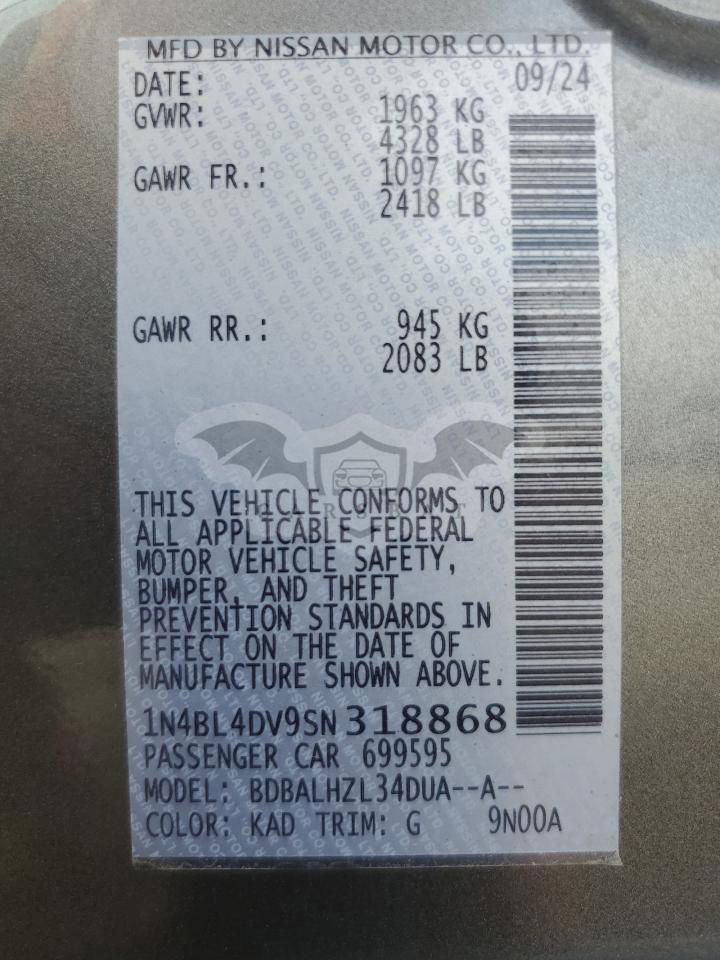 MFD BY NISSAN MOTOR CO., LTD.
DATE: 09/24
GVWR: 1963 KG
4328 LB
GAWR FR.: 1097 KG
2418 LB
GAWR RR.: 945 KG
2083 LB
THIS VEHICLE CONFORMS TO
ALL APPLICABLE FEDERAL
MOTOR VEHICLE SAFETY,
BUMPER, AND THEFT
PREVENTION STANDARDS IN
EFFECT ON THE DATE OF
MANUFACTURE SHOWN ABOVE.
1N4BL4DV9SN318868
PASSENGER CAR 699595
MODEL: BDBALHZL34DUA--A--
COLOR: KAD TRIM: G 9N00A